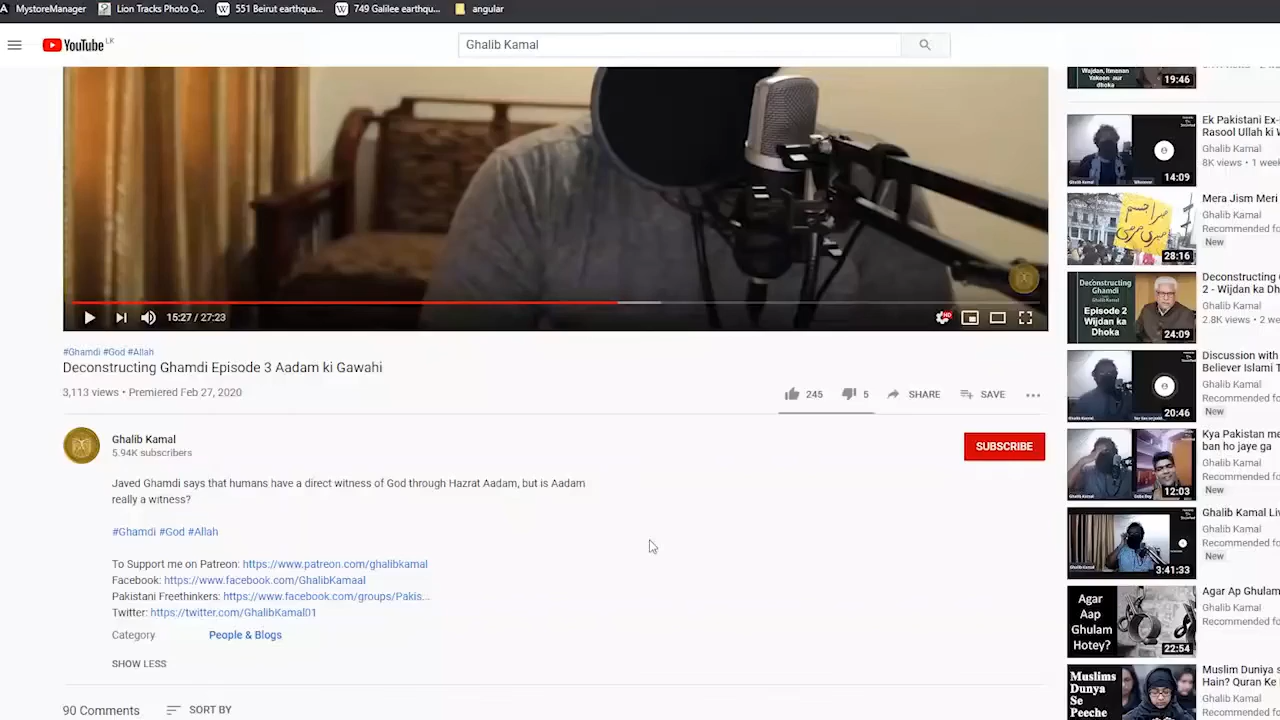 MystoreManager
Lion Tracks Photo Q...
551 Beirut earthqua...
749 Galilee earthqu...
angular
YouTube LK
Ghalib Kamal
15:27 / 27:23
#Ghamdi #God #Allah
Deconstructing Ghamdi Episode 3 Aadam ki Gawahi
3,113 views • Premiered Feb 27, 2020
245
5
SHARE
SAVE
Ghalib Kamal
5.94K subscribers
SUBSCRIBE
Javed Ghamdi says that humans have a direct witness of God through Hazrat Aadam, but is Aadam
really a witness?
#Ghamdi #God #Allah
To Support me on Patreon: https://www.patreon.com/ghalibkamal
Facebook: https://www.facebook.com/GhalibKamaal
Pakistani Freethinkers: https://www.facebook.com/groups/Pakis...
Twitter: https://twitter.com/GhalibKamal01
Category
People & Blogs
SHOW LESS
90 Comments
SORT BY
Wajdan, Itmenan
Yakeen aur
dhoka
19:46
Ek Pakistani Ex-
Rasool Ullah ki
Ghalib Kamal
8K views • 1 week
14:09
Mera Jism Meri
Ghalib Kamal
Recommended fo
New
میرا جسم
میری مرضی
28:16
Deconstructing
2 - Wijdan ka Dh
Ghalib Kamal
2.8K views • 2 we
Deconstructing
Ghamdi
Episode 2
Wijdan ka
Dhoka
24:09
Discussion with
Believer Islami T
Ghalib Kamal
Recommended fo
New
20:46
Kya Pakistan me
ban ho jaye ga
Ghalib Kamal
Recommended fo
New
12:03
Ghalib Kamal Li
Ghalib Kamal
Recommended fo
New
3:41:33
Agar Ap Ghulam
Ghalib Kamal
Recommended fo
Agar
Aap
Ghulam
Hotey?
22:54
Muslim Duniya s
Hain? Quran Ke
Ghalib Kamal
Recommended fo
Muslims
Dunya
Se
Peeche